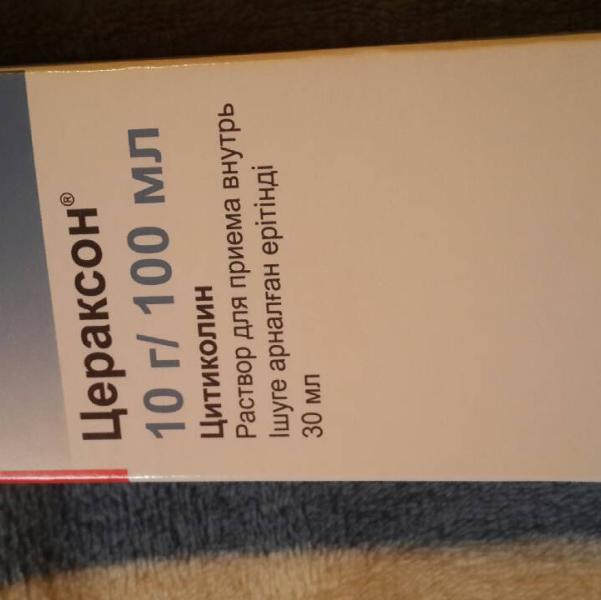 Цераксон®
10 г/ 100 мл
Цитиколин
Раствор для приема внутрь
Ішуге арналған ерітінді
30 мл